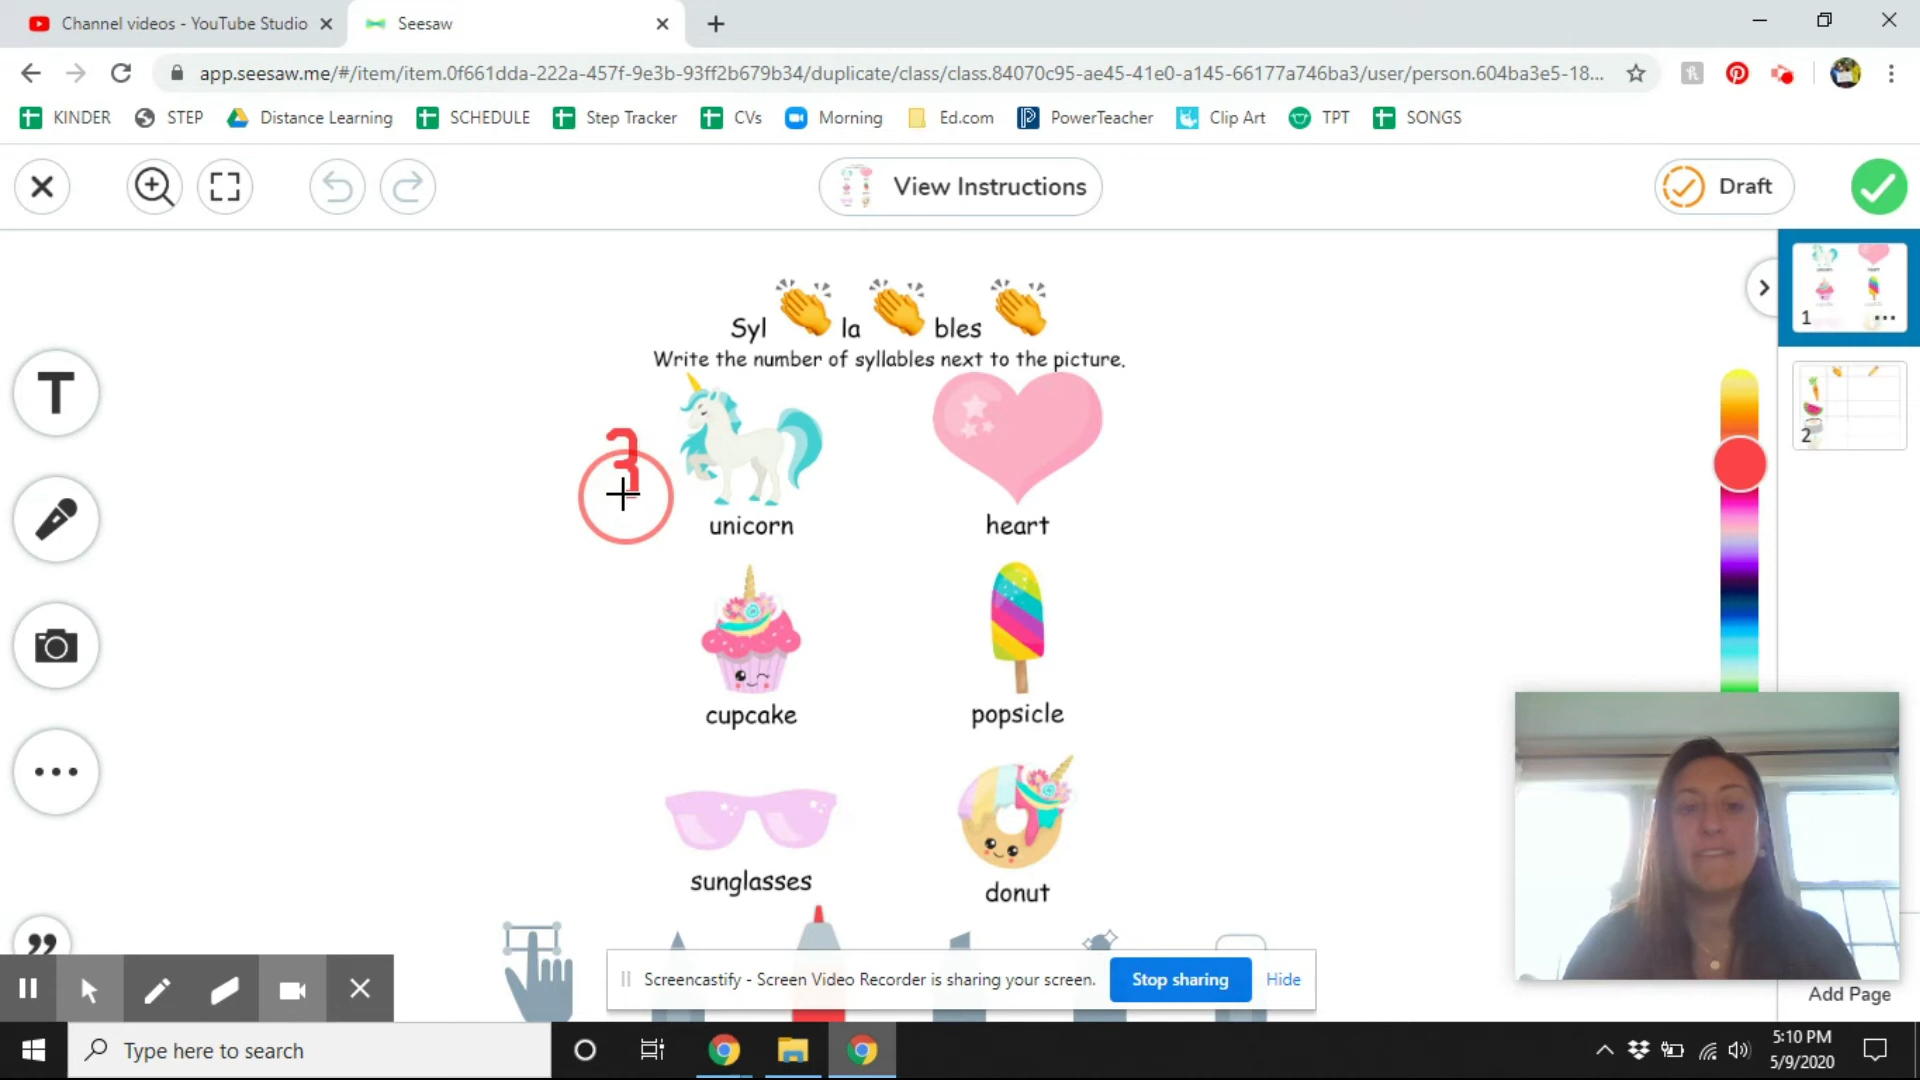 Channel videos - YouTube Studio
Seesaw
app.seesaw.me/#/item/item.0f661dda-222a-457f-9e3b-93ff2b679b34/duplicate/class/class.84070c95-ae45-41e0-a145-66177a746ba3/user/person.604ba3e5-18...
KINDER STEP Distance Learning SCHEDULE Step Tracker CVs Morning Ed.com PowerTeacher Clip Art TPT SONGS
View Instructions
Draft
Syl la bles
Write the number of syllables next to the picture.
3
unicorn heart
cupcake popsicle
sunglasses donut
T
1
2
Screencastify - Screen Video Recorder is sharing your screen. Stop sharing Hide
Add Page
Type here to search
5:10 PM
5/9/2020